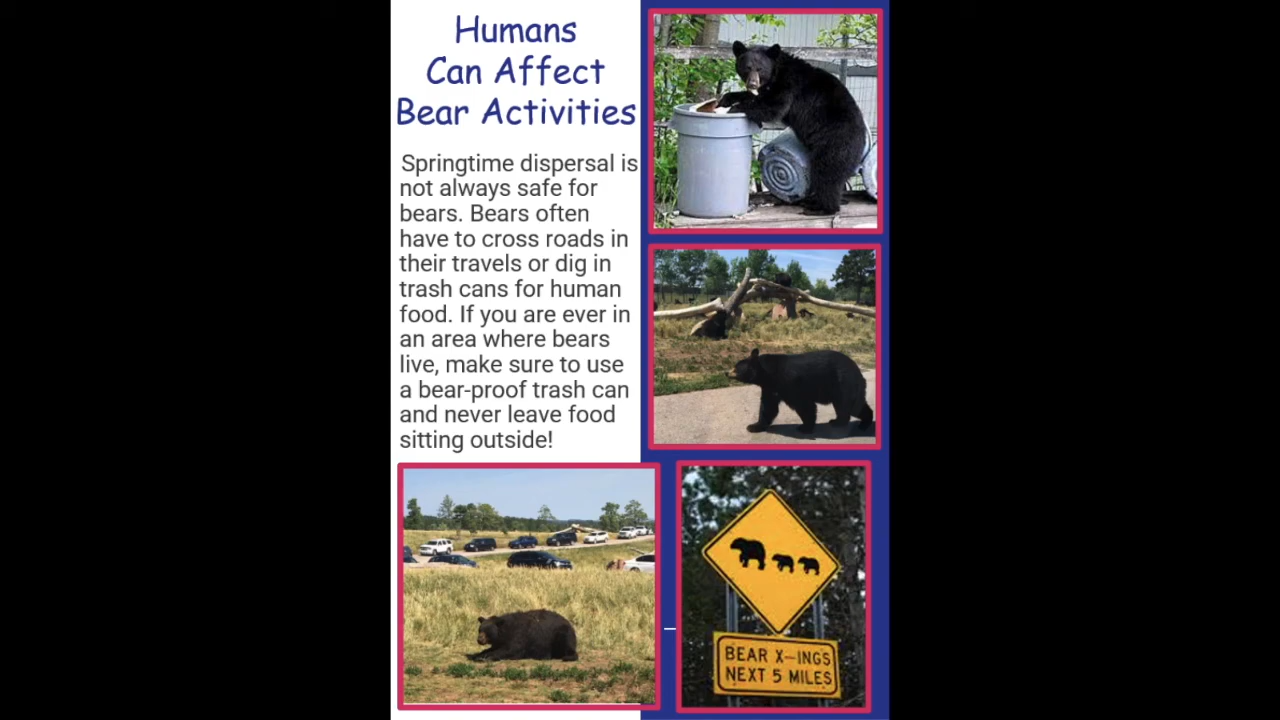 Humans
Can Affect
Bear Activities
Springtime dispersal is
not always safe for
bears. Bears often
have to cross roads in
their travels or dig in
trash cans for human
food. If you are ever in
an area where bears
live, make sure to use
a bear-proof trash can
and never leave food
sitting outside!
BEAR X-INGS
NEXT 5 MILES